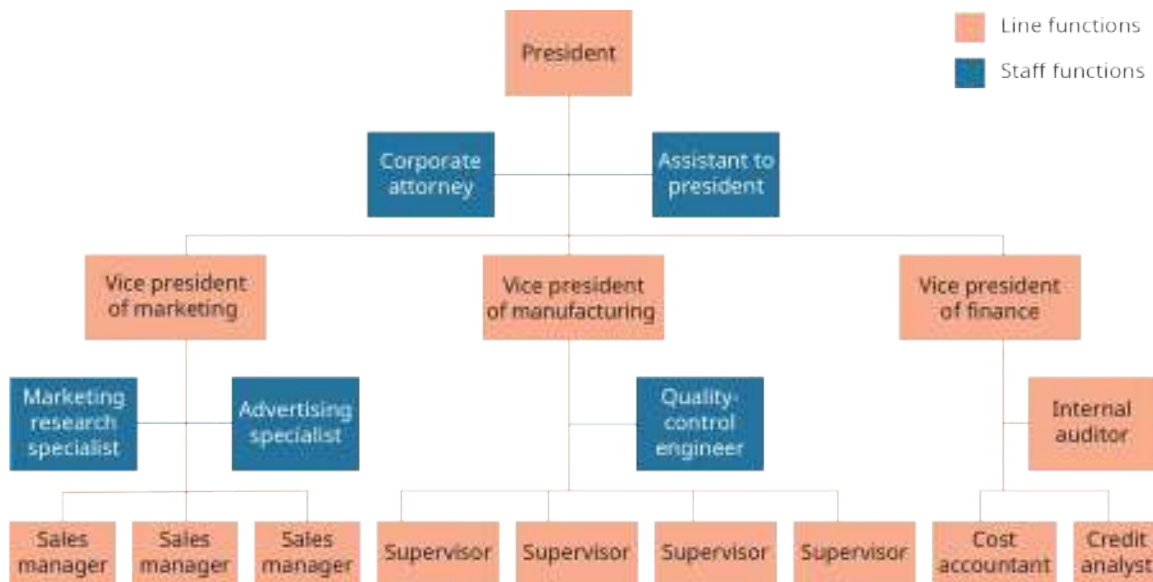 President
Line functions
Staff functions
Corporate
attorney
Assistant to
president
Vice president
of marketing
Vice president
of manufacturing
Vice president
of finance
Marketing
research
specialist
Advertising
specialist
Quality-
control
engineer
Internal
auditor
Sales
manager
Sales
manager
Sales
manager
Supervisor
Supervisor
Supervisor
Supervisor
Cost
accountant
Credit
analyst